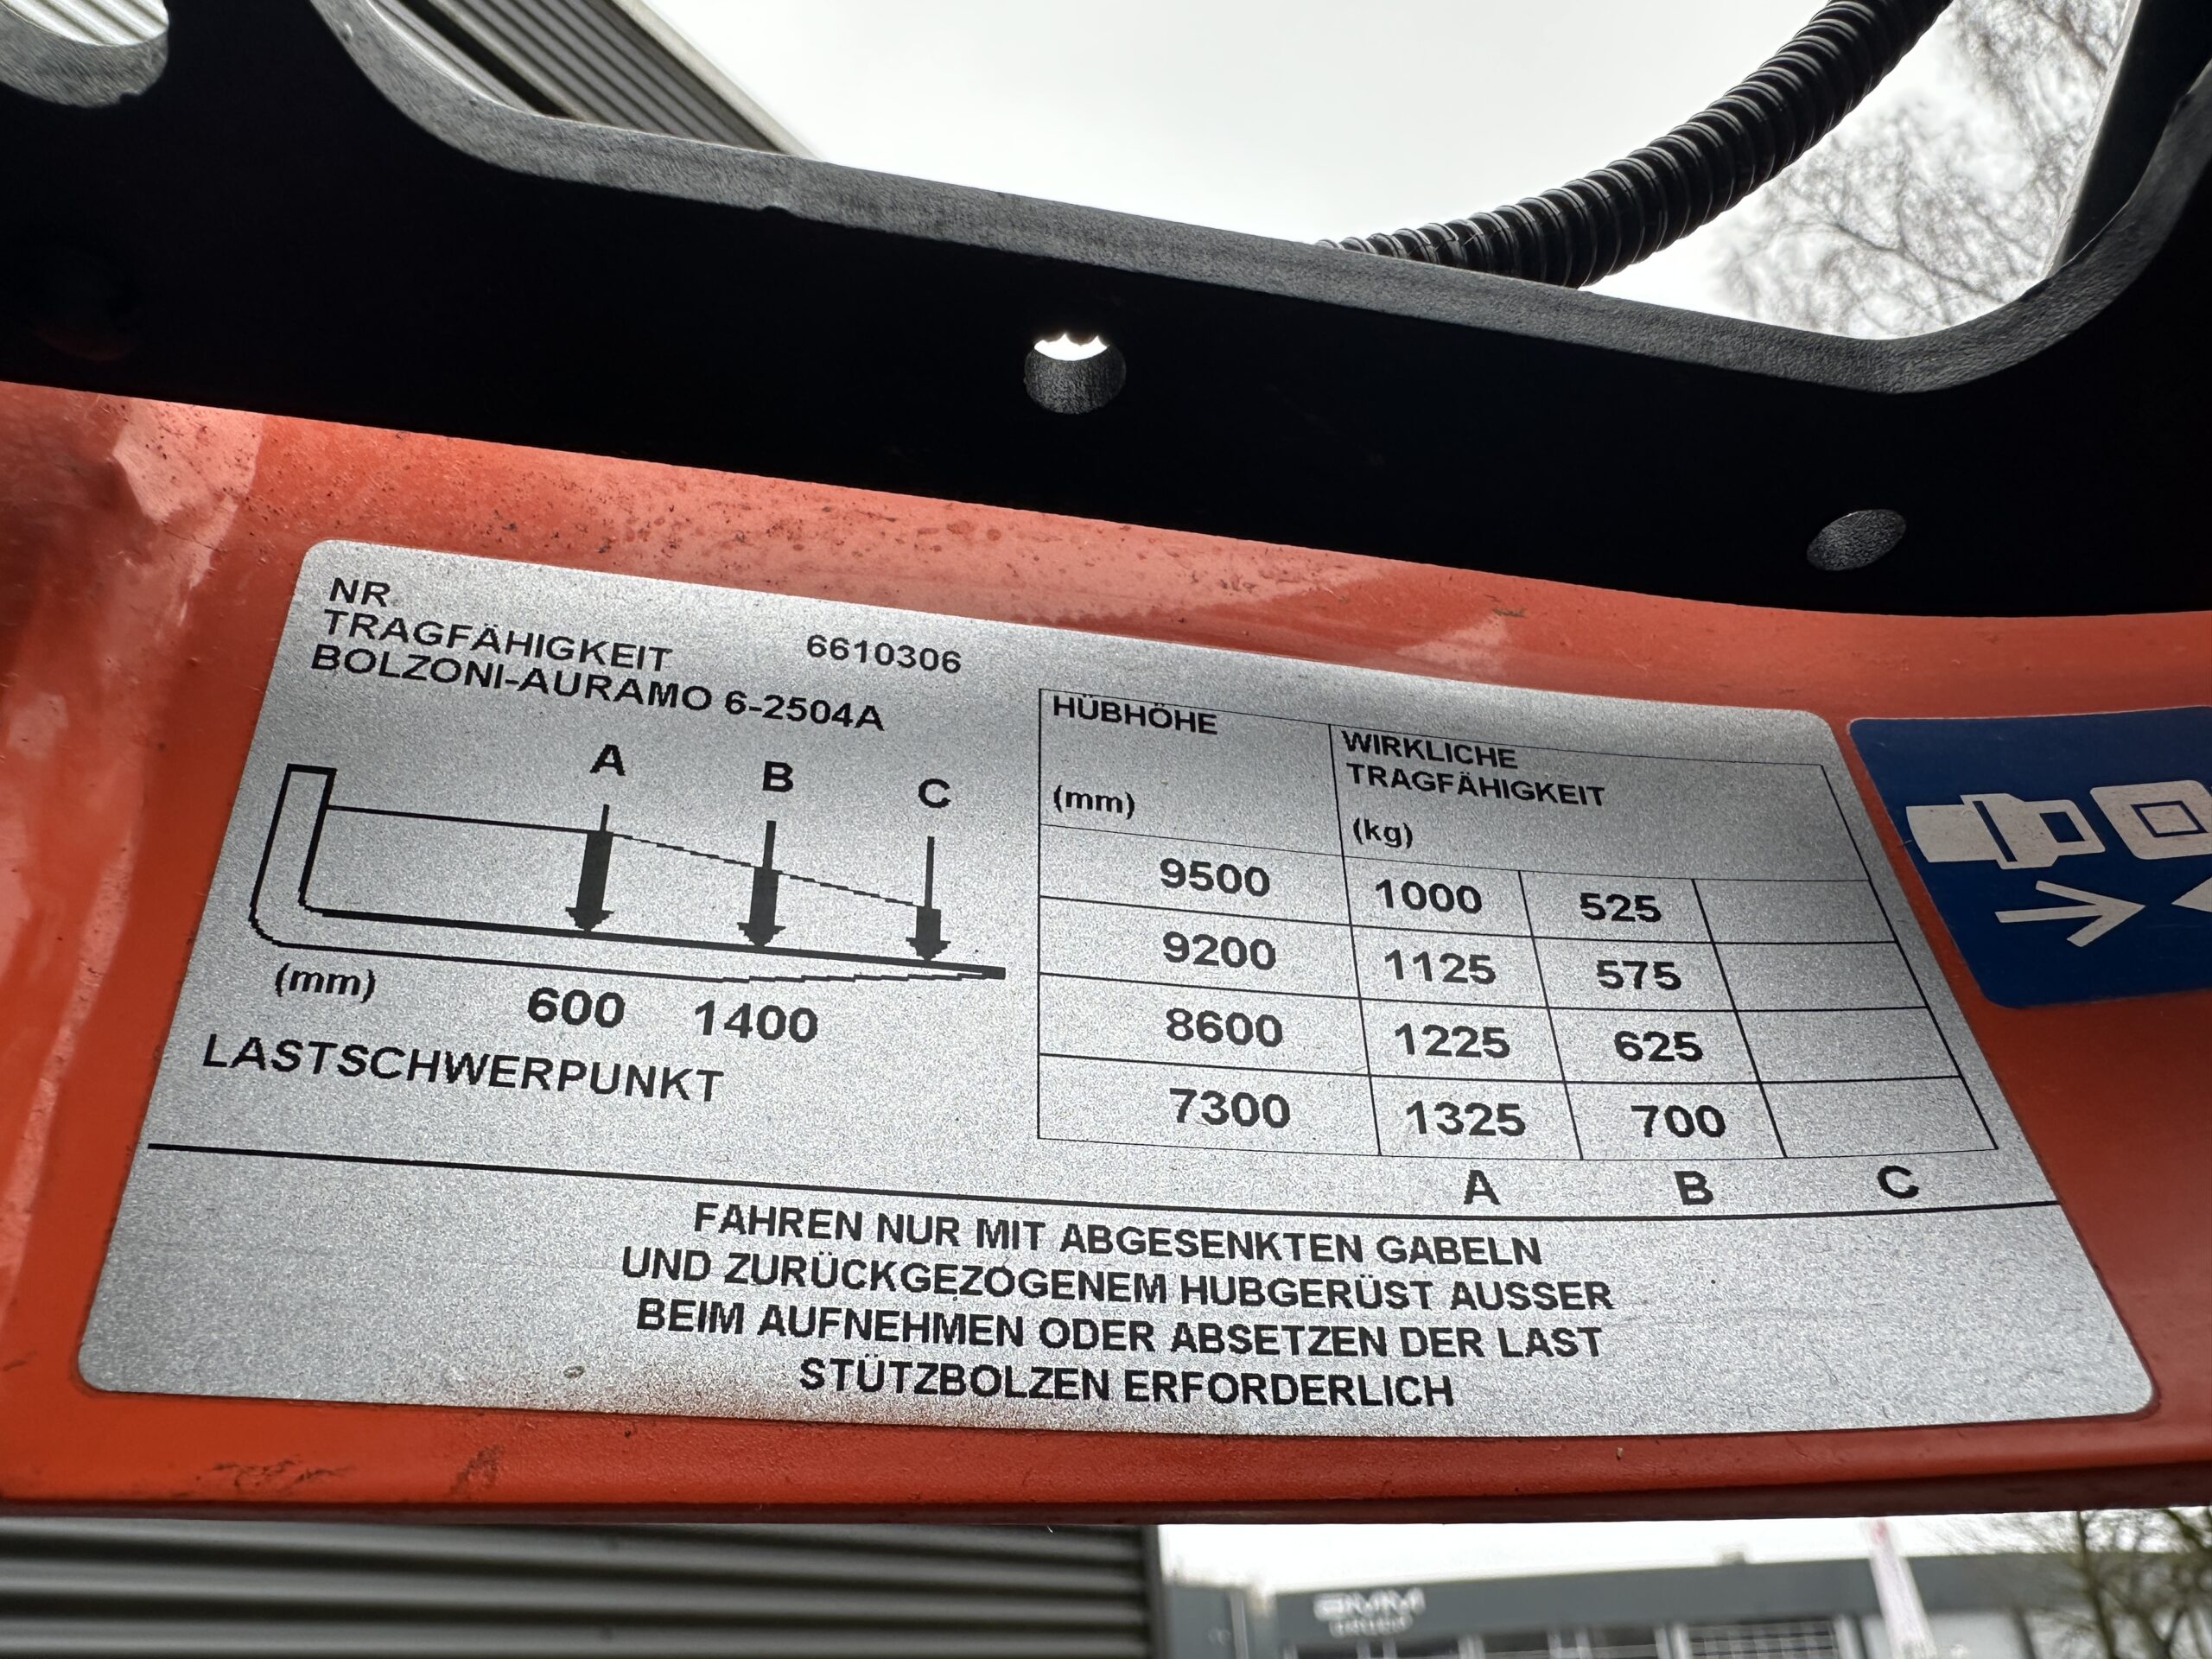 NR.
TRAGFÄHIGKEIT 6610306
BOLZONI-AURAMO 6-2504A
A B C
(mm) 600 1400
LASTSCHWERPUNKT
HÜBHÖHE
(mm)
WIRKLICHE
TRAGFÄHIGKEIT
(kg)
9500 1000 525
9200 1125 575
8600 1225 625
7300 1325 700
A B C
FAHREN NUR MIT ABGESENKTEN GABELN
UND ZURÜCKGEZOGENEM HUBGERÜST AUSSER
BEIM AUFNEHMEN ODER ABSETZEN DER LAST
STÜTZBOLZEN ERFORDERLICH